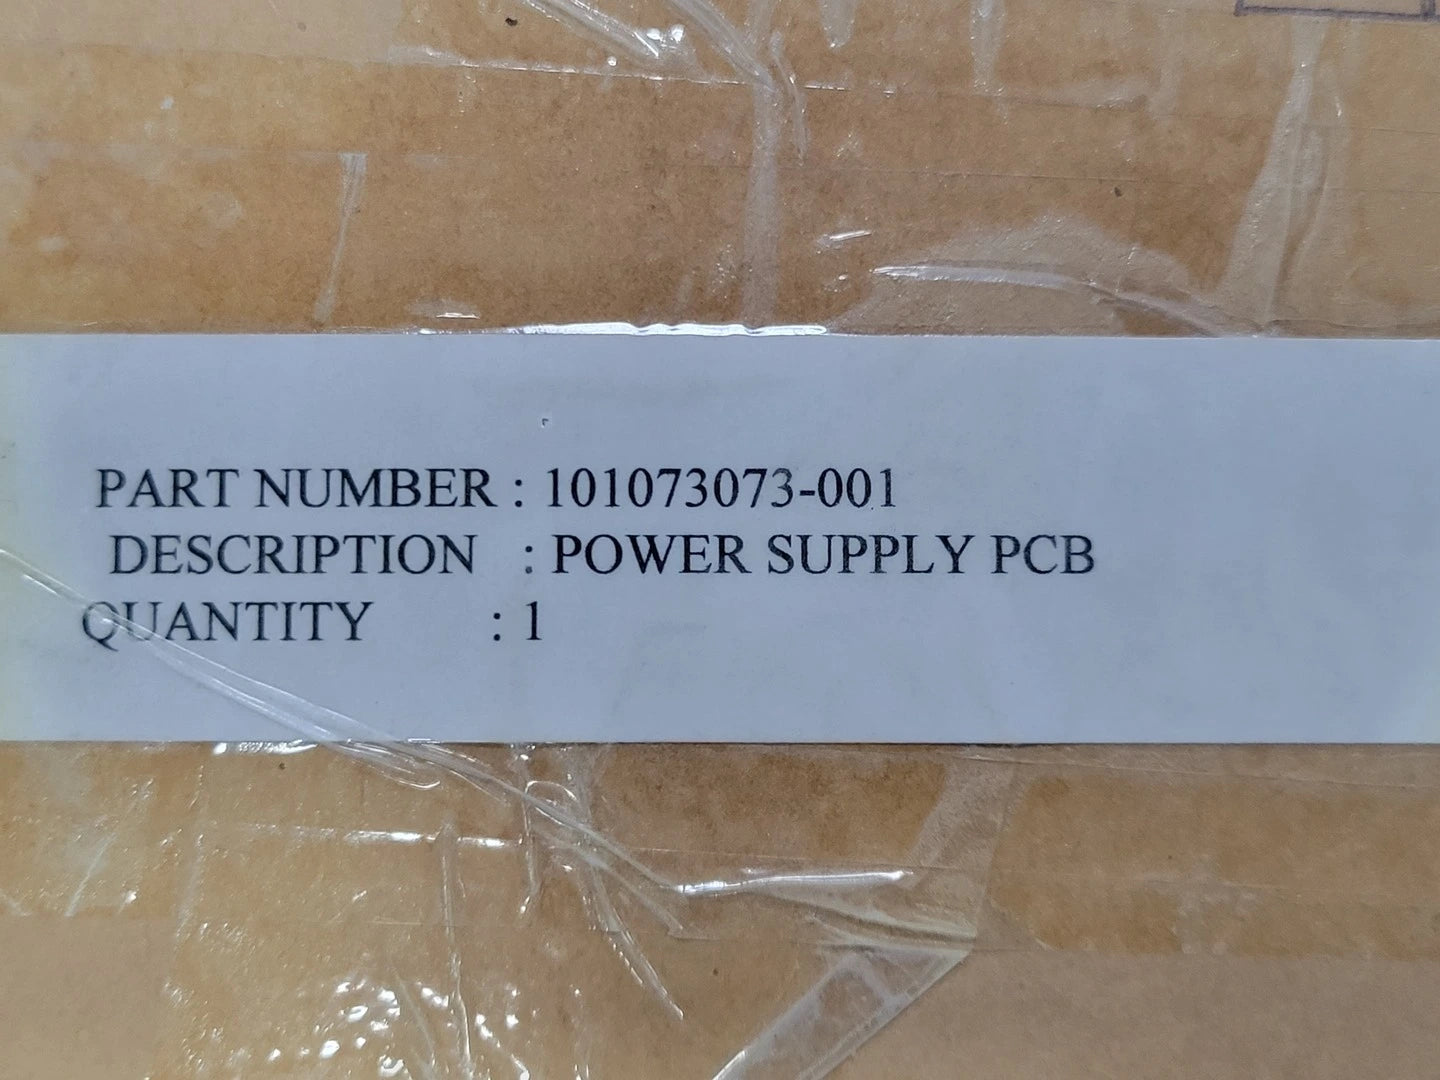 PART NUMBER : 101073073-001
DESCRIPTION : POWER SUPPLY PCB
QUANTITY : 1